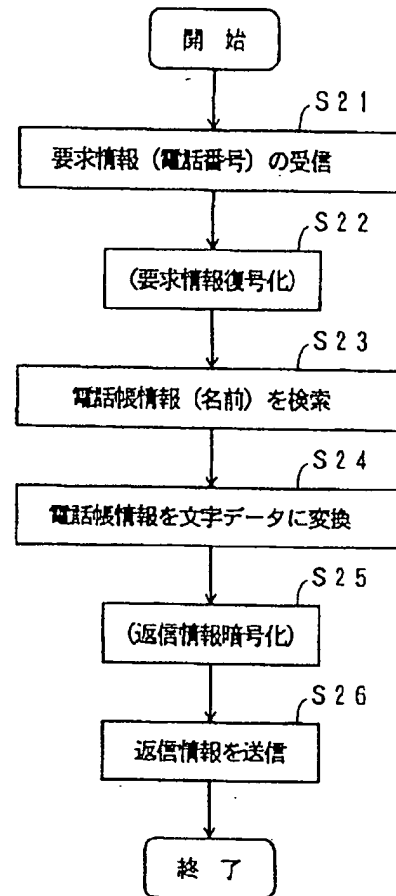 開 始
S21
要求情報(電話番号)の受信
S22
(要求情報復号化)
S23
電話帳情報(名前)を検索
S24
電話帳情報を文字データに変換
S25
(返信情報暗号化)
S26
返信情報を送信
終 了